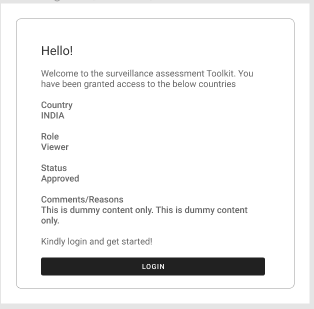 Hello!
Welcome to the surveillance assessment Toolkit. You
have been granted access to the below countries
Country
INDIA
Role
Viewer
Status
Approved
Comments/Reasons
This is dummy content only. This is dummy content
only.
Kindly login and get started!
LOGIN